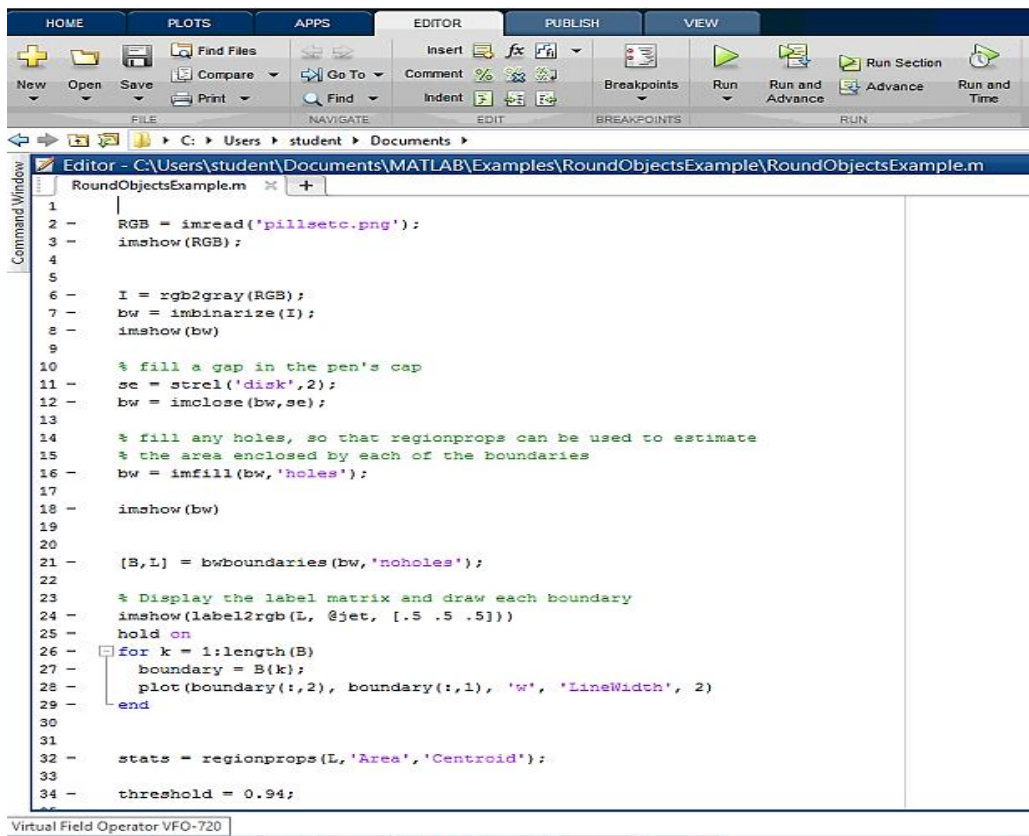 HOME PLOTS APPS EDITOR PUBLISH VIEW
New Open Save Find Files Compare Print Go To Find Insert fx Comment Indent Breakpoints Run Run and Advance Run Section Advance Run and Time
FILE NAVIGATE EDIT BREAKPOINTS RUN
C: Users student Documents
Command Window
Editor - C:\Users\student\Documents\MATLAB\Examples\RoundObjectsExample\RoundObjectsExample.m
RoundObjectsExample.m
1
2 - RGB = imread('pillsetc.png');
3 - imshow(RGB);
4
5
6 - I = rgb2gray(RGB);
7 - bw = imbinarize(I);
8 - imshow(bw)
9
10 % fill a gap in the pen's cap
11 - se = strel('disk',2);
12 - bw = imclose(bw,se);
13
14 % fill any holes, so that regionprops can be used to estimate
15 % the area enclosed by each of the boundaries
16 - bw = imfill(bw,'holes');
17
18 - imshow(bw)
19
20
21 - [B,L] = bwboundaries(bw,'noholes');
22
23 % Display the label matrix and draw each boundary
24 - imshow(label2rgb(L, @jet, [.5 .5 .5]))
25 - hold on
26 - for k = 1:length(B)
27 - boundary = B{k};
28 - plot(boundary(:,2), boundary(:,1), 'w', 'LineWidth', 2)
29 - end
30
31
32 - stats = regionprops(L,'Area','Centroid');
33
34 - threshold = 0.94;
Virtual Field Operator VFO-720